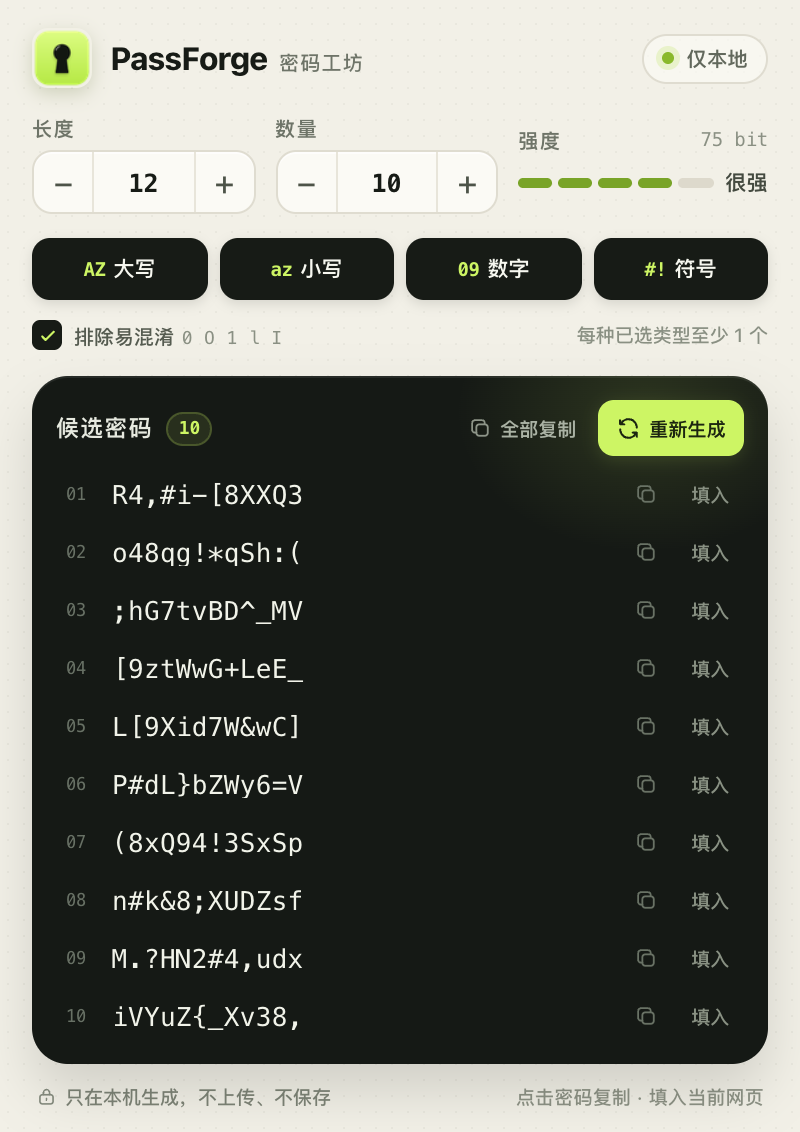 PassForge 密码工坊
仅本地
长度
数量
强度 75 bit
− 12 +
− 10 +
很强
AZ 大写
az 小写
09 数字
#! 符号
排除易混淆 0 O 1 l I
每种已选类型至少 1 个
候选密码 10
全部复制
重新生成
01 R4,#i−[8XXQ3 填入
02 o48qg!*qSh:( 填入
03 ;hG7tvBD^_MV 填入
04 [9ztWwG+LeE_ 填入
05 L[9Xid7W&wC] 填入
06 P#dL}bZWy6=V 填入
07 (8xQ94!3SxSp 填入
08 n#k&8;XUDZsf 填入
09 M.?HN2#4,udx 填入
10 iVYuZ{_Xv38, 填入
只在本机生成，不上传、不保存
点击密码复制 · 填入当前网页